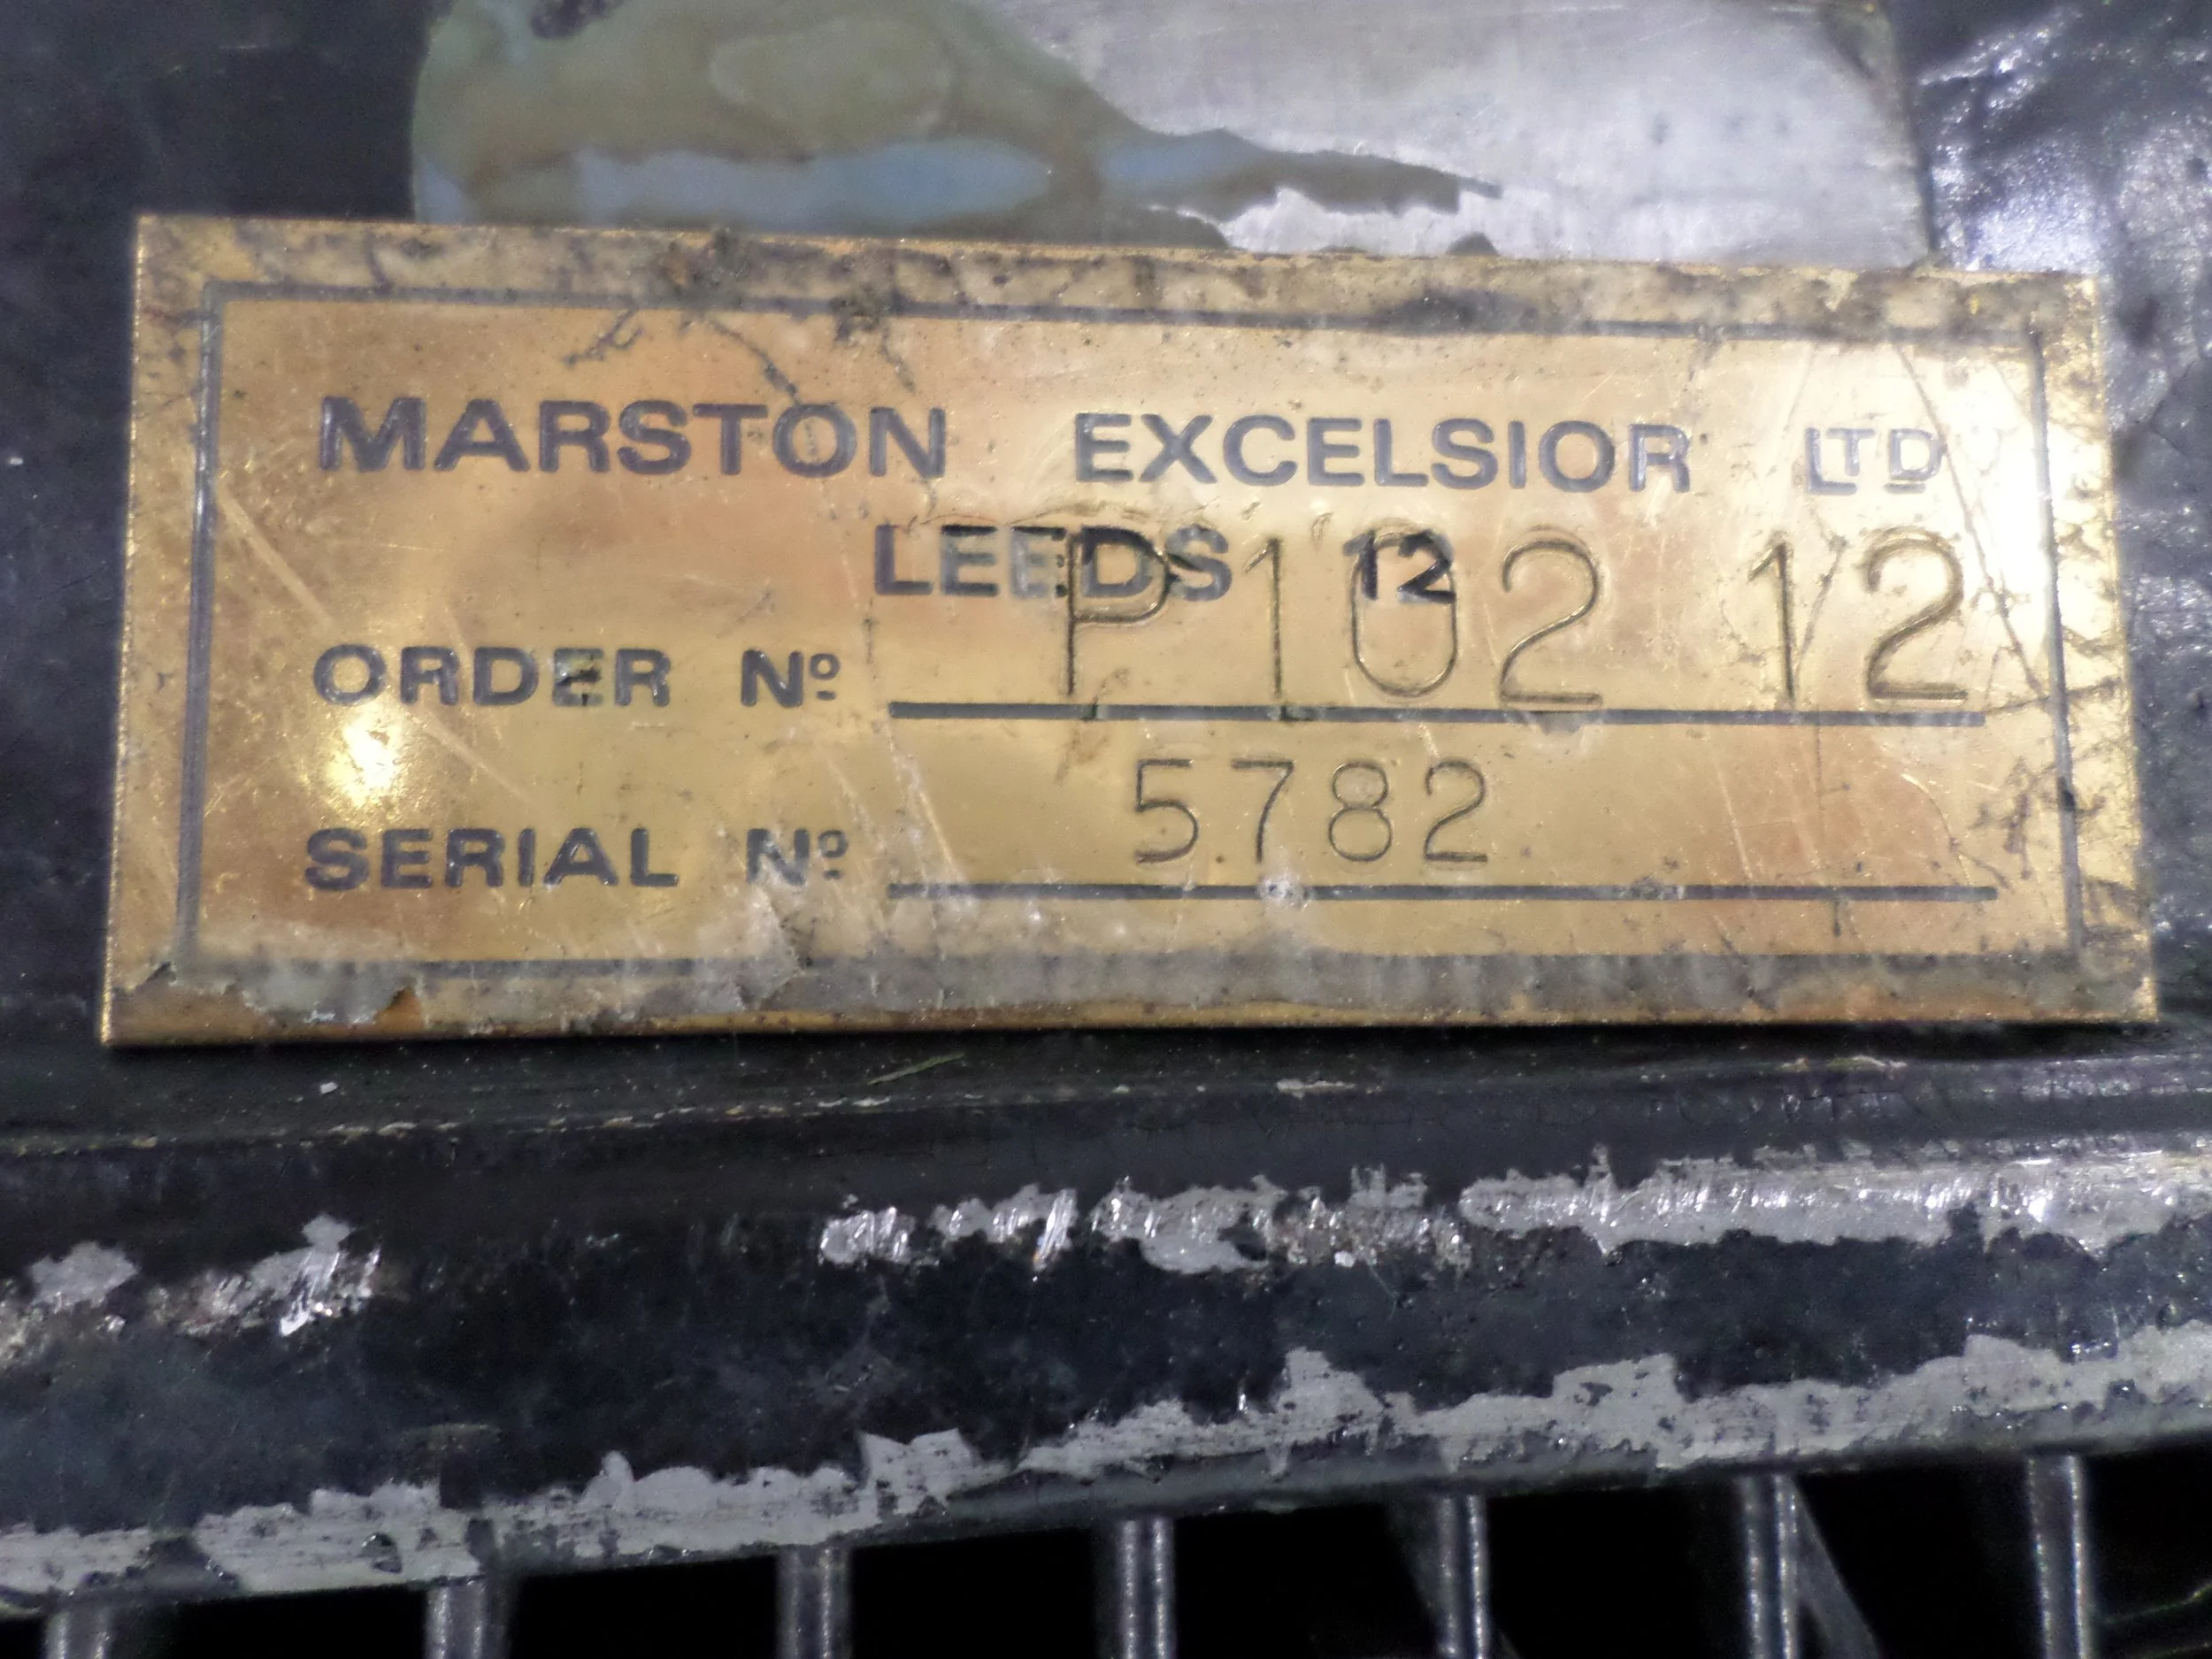 MARSTON EXCELSIOR LTD
LEEDS 12
ORDER Nº P102 12
SERIAL Nº 5782